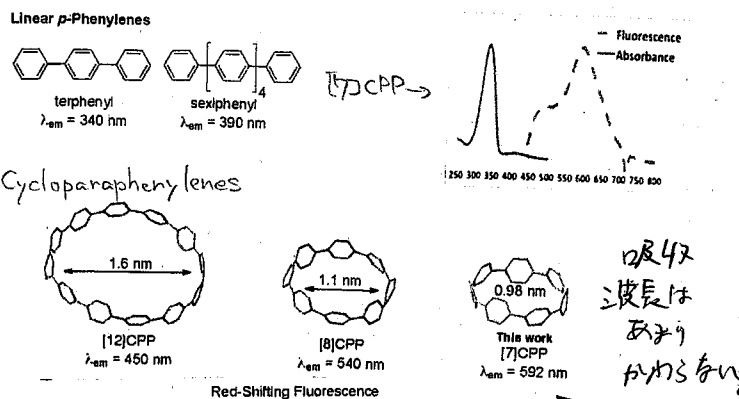 Linear p-Phenylenes
4
terphenyl
λem = 340 nm
sexiphenyl
λem = 390 nm
[7]CPP→
Fluorescence
Absorbance
250 300 350 400 450 500 550 600 650 700 750 800
Cycloparaphenylenes
1.6 nm
[12]CPP
λem = 450 nm
1.1 nm
[8]CPP
λem = 540 nm
0.98 nm
This work
[7]CPP
λem = 592 nm
吸収
波長は
あまり
かわらない。
Red-Shifting Fluorescence